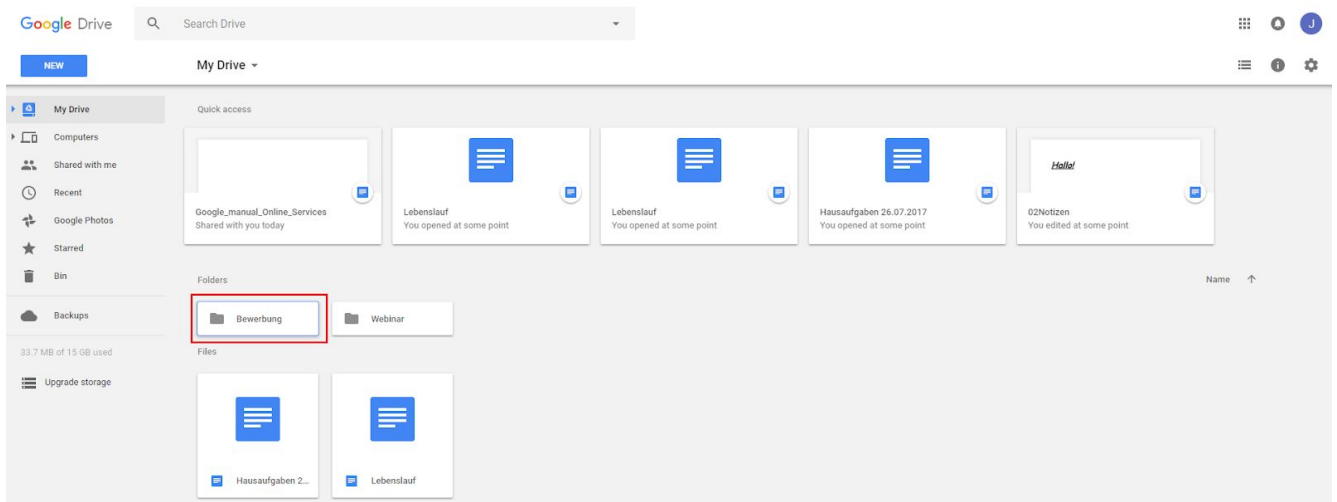 Google Drive
Search Drive
J
NEW
My Drive
My Drive
Computers
Shared with me
Recent
Google Photos
Starred
Bin
Backups
33.7 MB of 15 GB used
Upgrade storage
Quick access
Google_manual_Online_Services
Shared with you today
Lebenslauf
You opened at some point
Lebenslauf
You opened at some point
Hausaufgaben 26.07.2017
You opened at some point
Hallo!
02Notizen
You edited at some point
Folders
Name
Bewerbung
Webinar
Files
Hausaufgaben 2...
Lebenslauf